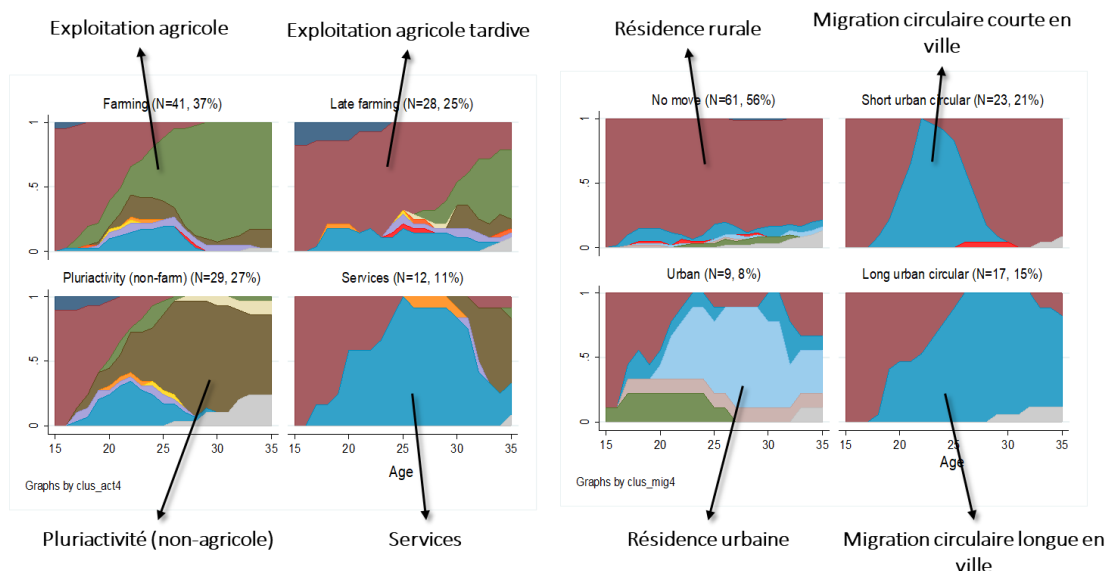 Exploitation agricole
Exploitation agricole tardive
Farming (N=41, 37%)
Late farming (N=28, 25%)
1
.5
0
Pluriactivity (non-farm) (N=29, 27%)
Services (N=12, 11%)
1
.5
0
15 20 25 30 35
15 20 25 30 35
Age
Graphs by clus_act4
Pluriactivité (non-agricole)
Services
Résidence rurale
Migration circulaire courte en
ville
No move (N=61, 56%)
Short urban circular (N=23, 21%)
1
.5
0
Urban (N=9, 8%)
Long urban circular (N=17, 15%)
1
.5
0
15 20 25 30 35
15 20 25 30 35
Age
Graphs by clus_mig4
Résidence urbaine
Migration circulaire longue en
ville